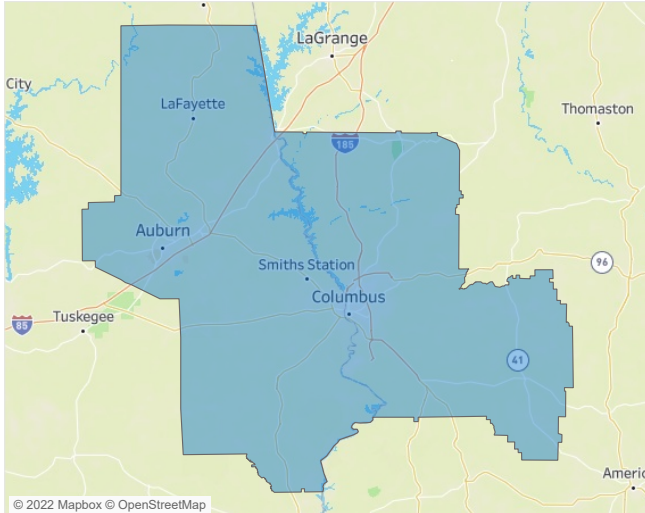 LaGrange
City
LaFayette
Thomaston
185
Auburn
96
Smiths Station
Columbus
Tuskegee
85
41
Americ
© 2022 Mapbox © OpenStreetMap